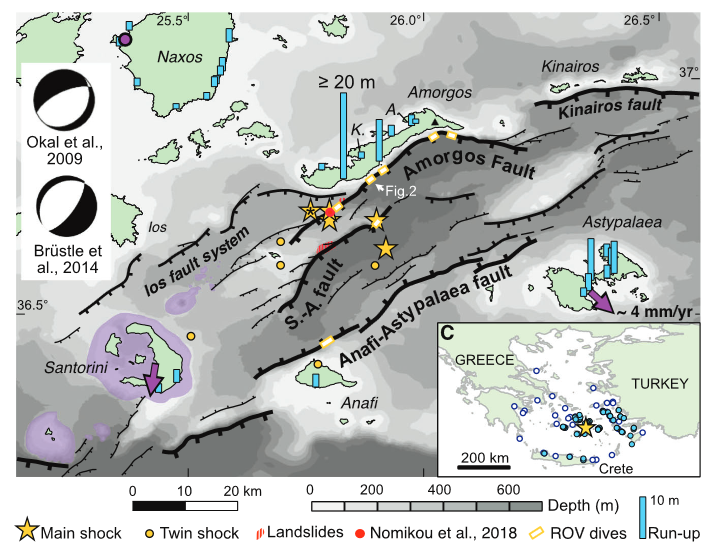 25.5°
26.0°
26.5°
37°
36.5°
Naxos
≥ 20 m
Amorgos
A.
K.
Kinairos
Kinairos fault
Okal et al.,
2009
Brüstle et
al., 2014
Ios
Amorgos Fault
Fig.2
Ios fault system
S.-A. fault
Anafi-Astypalaea fault
Astypalaea
~ 4 mm/yr
Santorini
Anafi
C
GREECE
TURKEY
200 km
Crete
0 10 20 km
0 200 400 600 Depth (m)
10 m
Main shock Twin shock Landslides Nomikou et al., 2018 ROV dives Run-up